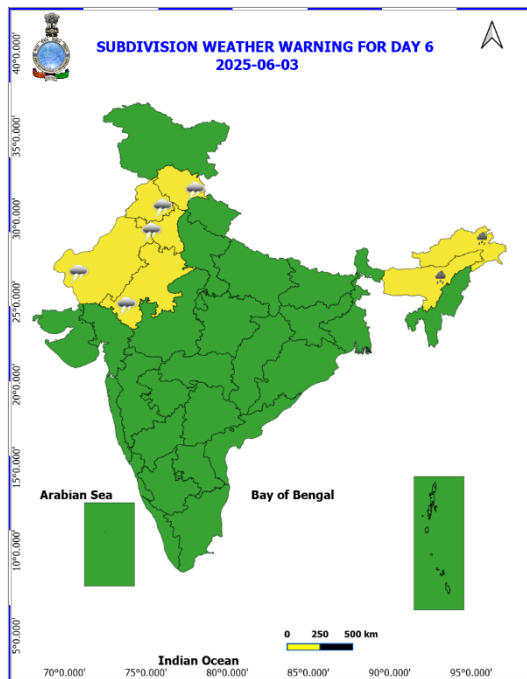 SUBDIVISION WEATHER WARNING FOR DAY 6
2025-06-03
40°0.000'
35°0.000'
30°0.000'
25°0.000'
20°0.000'
15°0.000'
10°0.000'
5°0.000'
Arabian Sea
Bay of Bengal
0 250 500 km
Indian Ocean
70°0.000' 75°0.000' 80°0.000' 85°0.000' 90°0.000' 95°0.000'